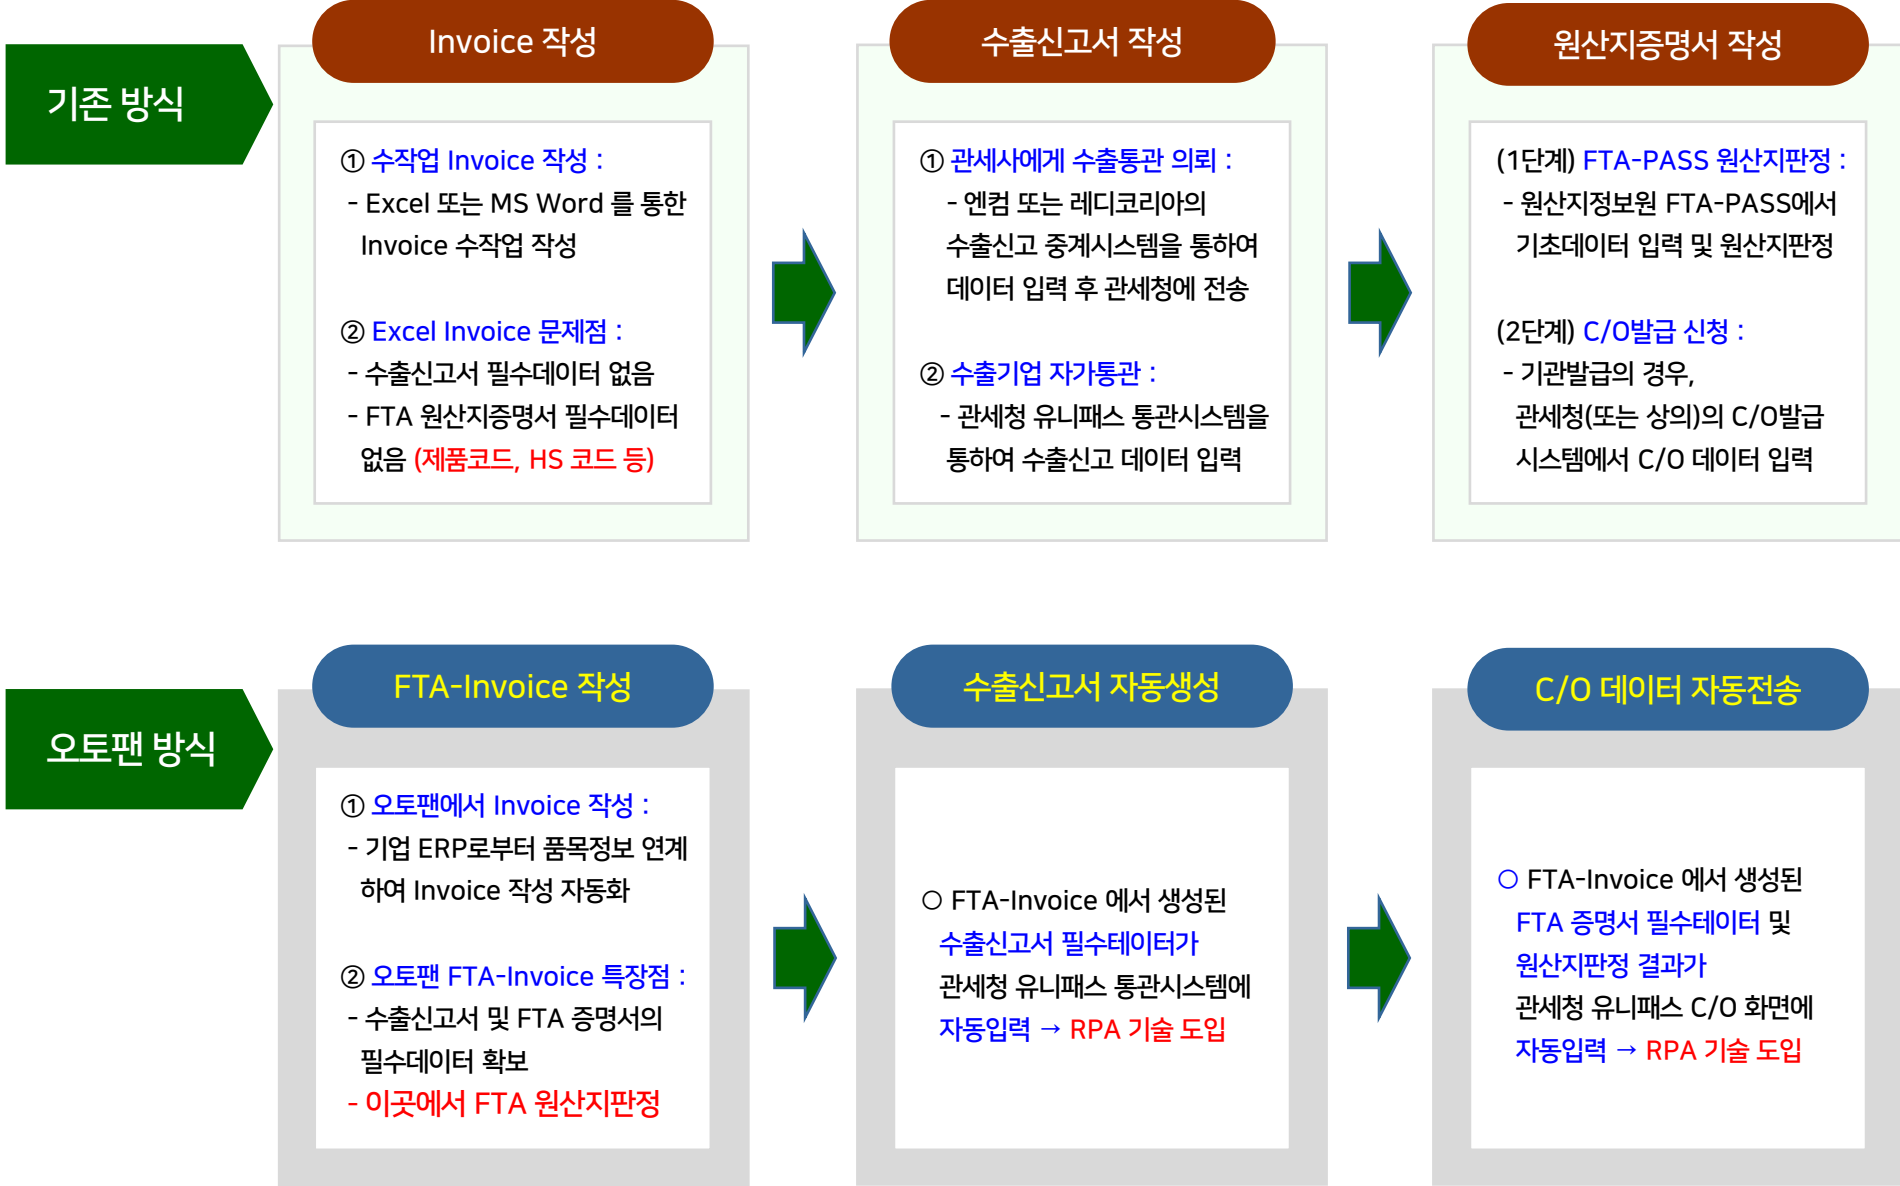 기존 방식
Invoice 작성
① 수작업 Invoice 작성 :
- Excel 또는 MS Word 를 통한
Invoice 수작업 작성
② Excel Invoice 문제점 :
- 수출신고서 필수데이터 없음
- FTA 원산지증명서 필수데이터
없음 (제품코드, HS 코드 등)
수출신고서 작성
① 관세사에게 수출통관 의뢰 :
- 엔컴 또는 레디코리아의
수출신고 중계시스템을 통하여
데이터 입력 후 관세청에 전송
② 수출기업 자가통관 :
- 관세청 유니패스 통관시스템을
통하여 수출신고 데이터 입력
원산지증명서 작성
(1단계) FTA-PASS 원산지판정 :
- 원산지정보원 FTA-PASS에서
기초데이터 입력 및 원산지판정
(2단계) C/O발급 신청 :
- 기관발급의 경우,
관세청(또는 상의)의 C/O발급
시스템에서 C/O 데이터 입력
오토팬 방식
FTA-Invoice 작성
① 오토팬에서 Invoice 작성 :
- 기업 ERP로부터 품목정보 연계
하여 Invoice 작성 자동화
② 오토팬 FTA-Invoice 특장점 :
- 수출신고서 및 FTA 증명서의
필수데이터 확보
- 이곳에서 FTA 원산지판정
수출신고서 자동생성
○ FTA-Invoice 에서 생성된
수출신고서 필수테이터가
관세청 유니패스 통관시스템에
자동입력 → RPA 기술 도입
C/O 데이터 자동전송
○ FTA-Invoice 에서 생성된
FTA 증명서 필수테이터 및
원산지판정 결과가
관세청 유니패스 C/O 화면에
자동입력 → RPA 기술 도입